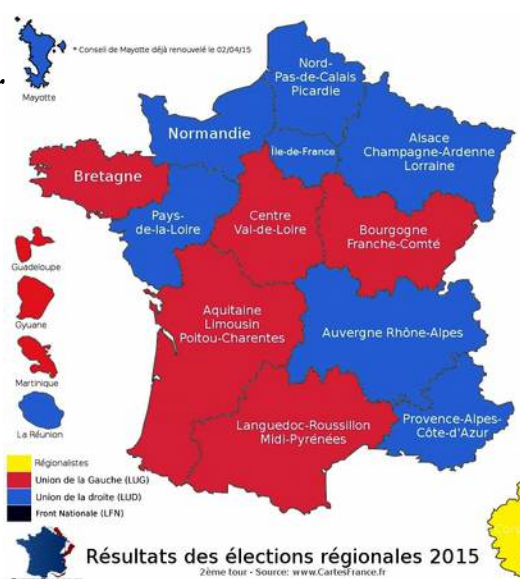 * Conseil de Mayotte déjà renouvelé le 02/04/15
Mayotte
Nord-
Pas-de-Calais
Picardie
Normandie
Île-de-France
Alsace
Champagne-Ardenne
Lorraine
Bretagne
Pays-
de-la-Loire
Centre
Val-de-Loire
Bourgogne
Franche-Comté
Guadeloupe
Gyuane
Martinique
La Réunion
Aquitaine
Limousin
Poitou-Charentes
Auvergne Rhône-Alpes
Languedoc-Roussillon
Midi-Pyrénées
Provence-Alpes-
Côte-d'Azur
Régionalistes
Union de la Gauche (LUG)
Union de la droite (LUD)
Front Nationale (LFN)
Résultats des élections régionales 2015
2ème tour - Source: www.CartesFrance.fr